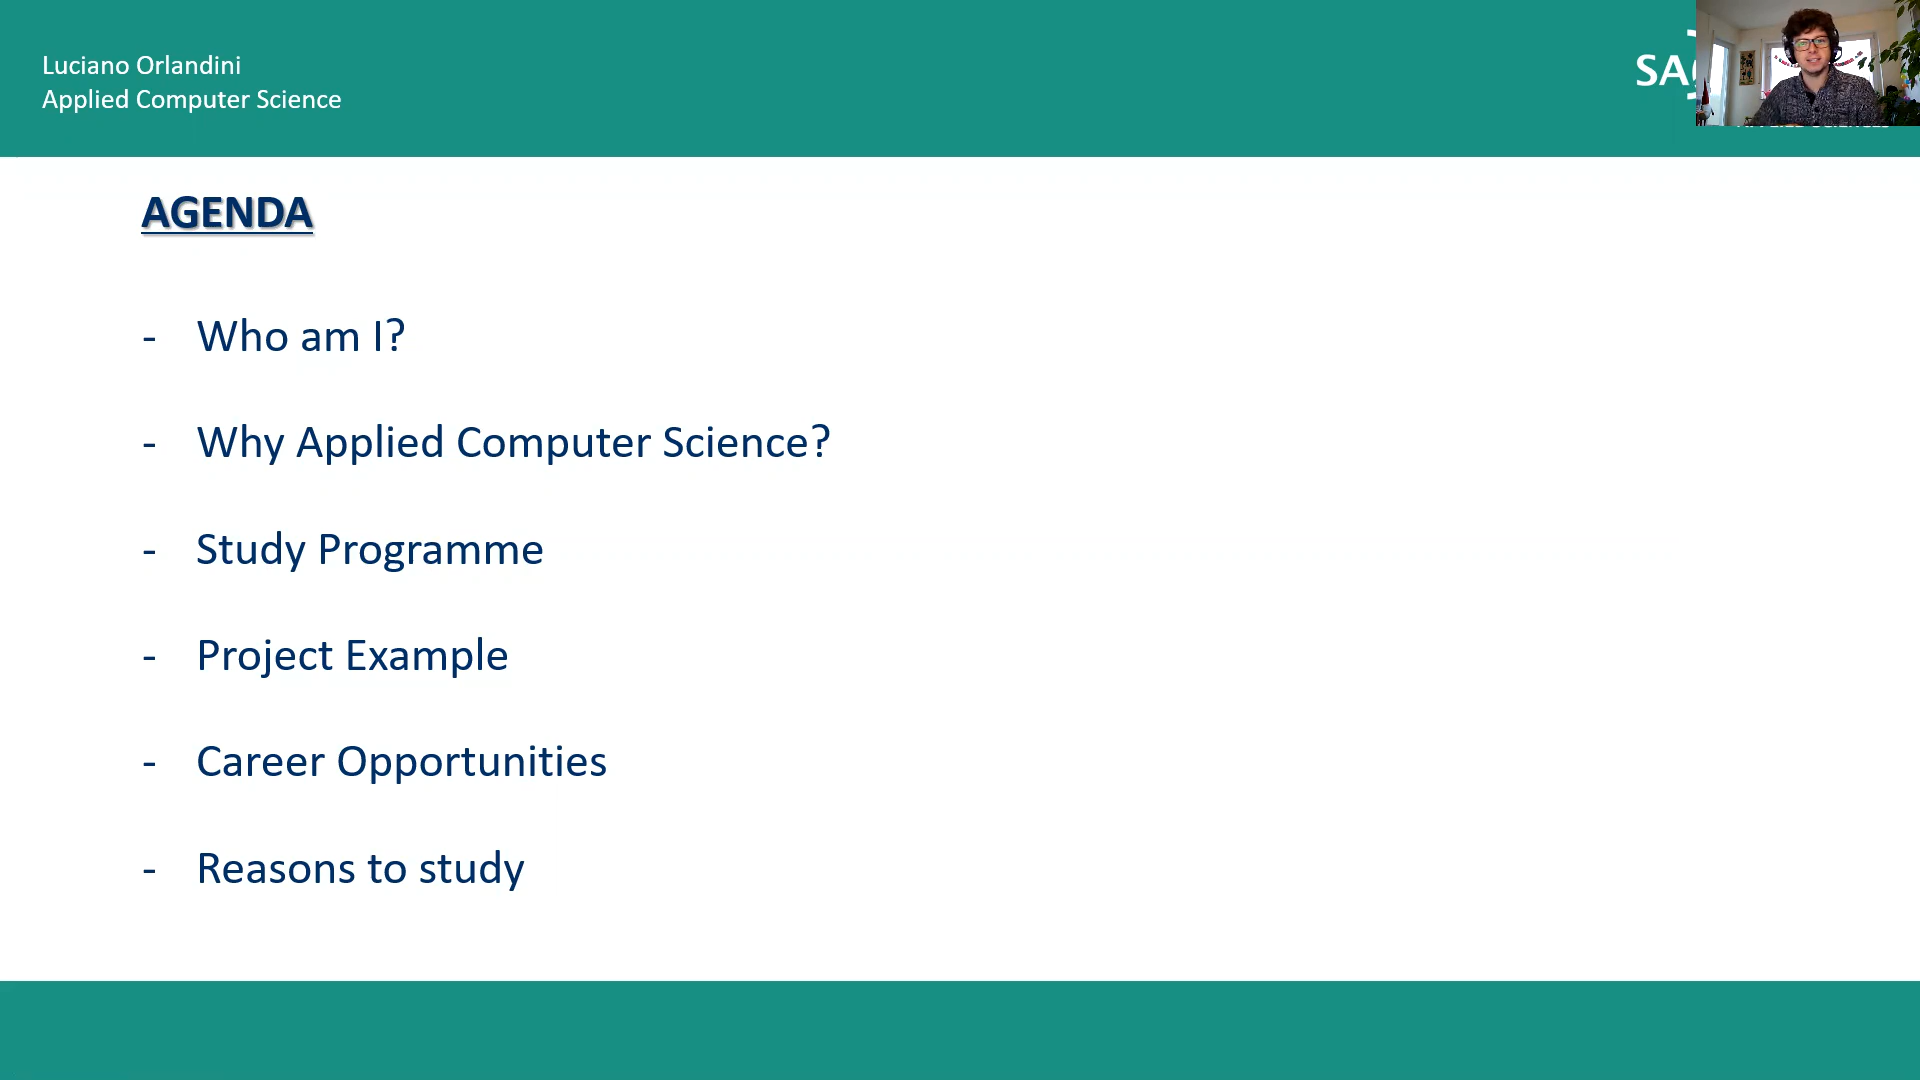 Luciano Orlandini
Applied Computer Science
AGENDA
- Who am I?
- Why Applied Computer Science?
- Study Programme
- Project Example
- Career Opportunities
- Reasons to study